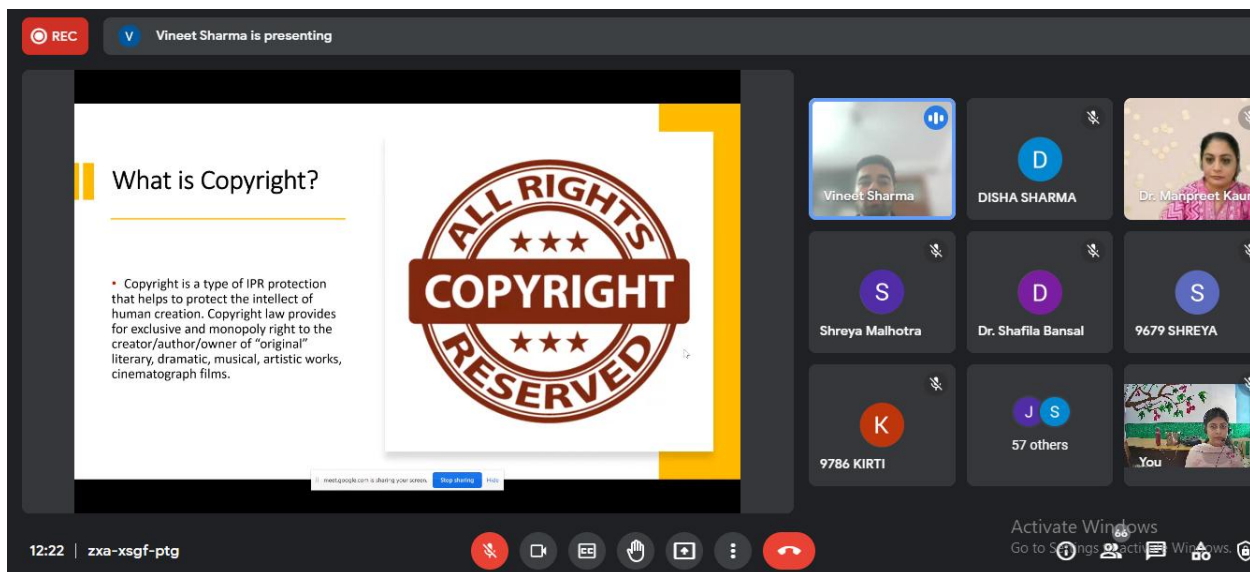 REC
V
Vineet Sharma is presenting
What is Copyright?
• Copyright is a type of IPR protection
that helps to protect the intellect of
human creation. Copyright law provides
for exclusive and monopoly right to the
creator/author/owner of “original”
literary, dramatic, musical, artistic works,
cinematograph films.
ALL RIGHTS
COPYRIGHT
RESERVED
meet.google.com is sharing your screen.
Stop sharing
Hide
Vineet Sharma
D
DISHA SHARMA
Dr. Manpreet Kaur
S
Shreya Malhotra
D
Dr. Shafila Bansal
S
9679 SHREYA
K
9786 KIRTI
J S
57 others
You
12:22 | zxa-xsgf-ptg
CC
66
Activate Windows
Go to Settings activate Windows.